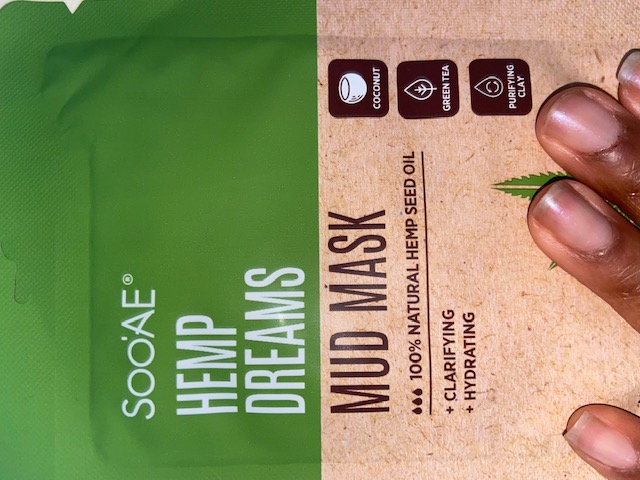 SOO'AE®
HEMP
DREAMS
MUD MASK
100% NATURAL HEMP SEED OIL
+ CLARIFYING
+ HYDRATING
COCONUT
GREEN TEA
PURIFYING
CLAY